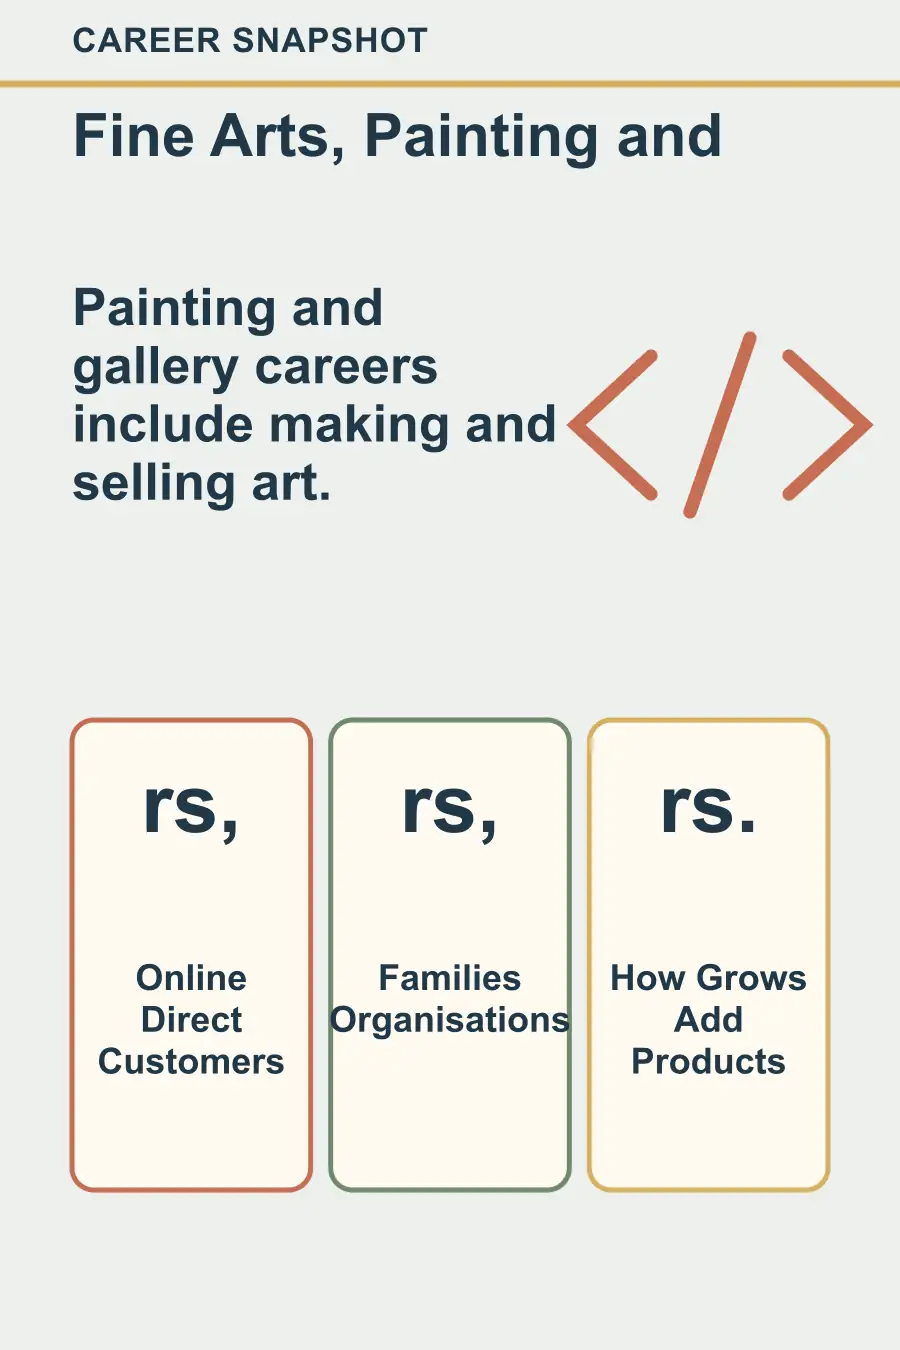 CAREER SNAPSHOT
Fine Arts, Painting and
Painting and
gallery careers
include making and
selling art.
</>
rs,
Online
Direct
Customers
rs,
Families
Organisations
rs.
How Grows
Add
Products